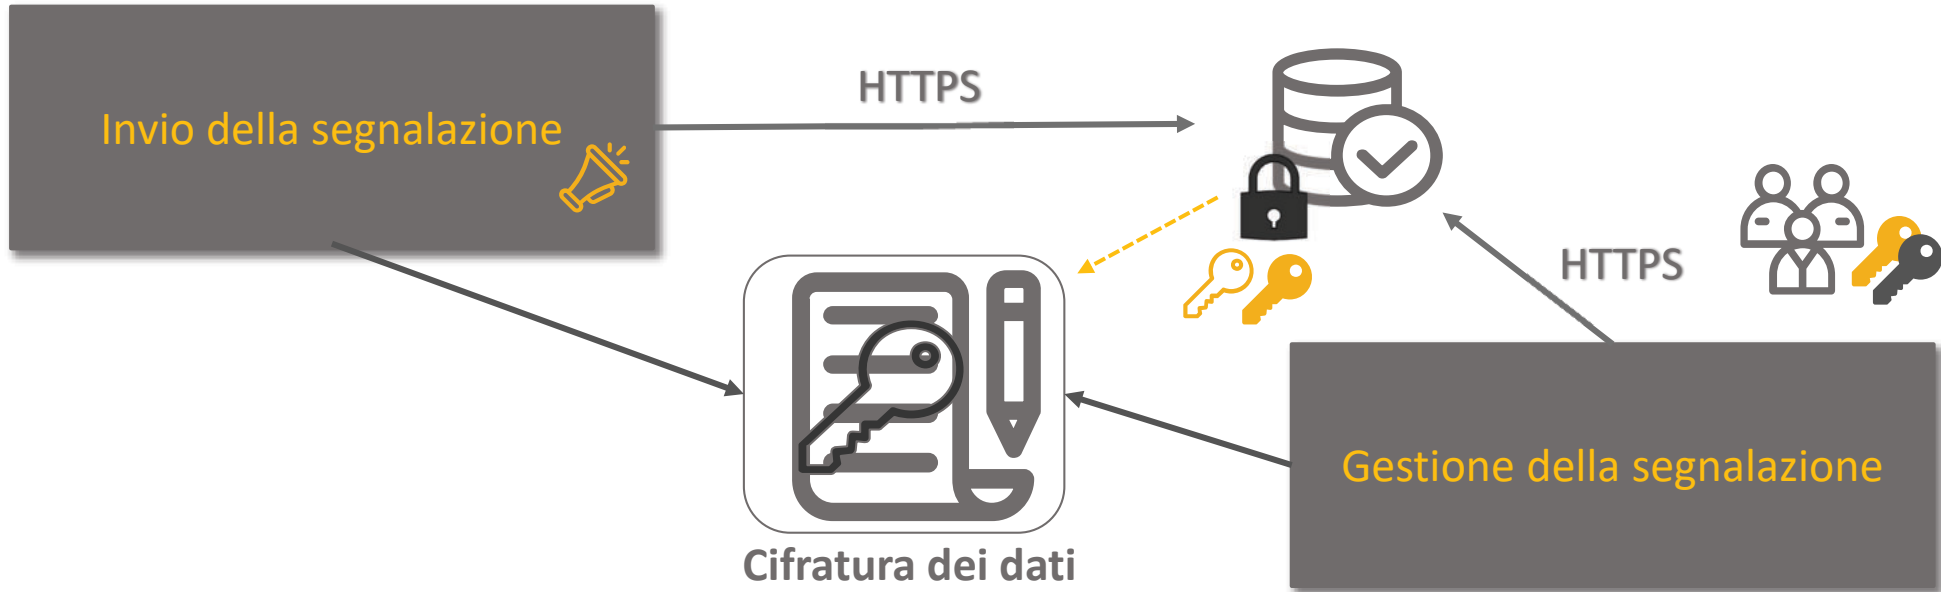 Invio della segnalazione
HTTPS
HTTPS
Gestione della segnalazione
Cifratura dei dati